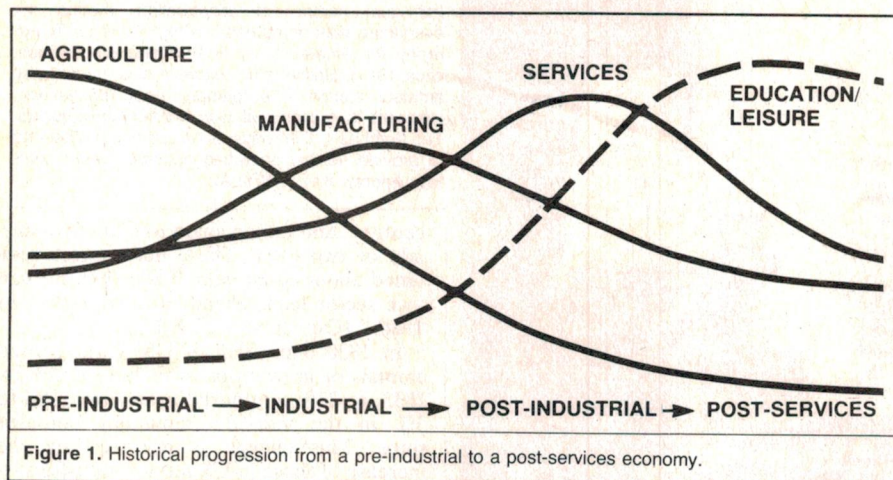 AGRICULTURE
MANUFACTURING
SERVICES
EDUCATION/
LEISURE
PRE-INDUSTRIAL → INDUSTRIAL → POST-INDUSTRIAL → POST-SERVICES
Figure 1. Historical progression from a pre-industrial to a post-services economy.